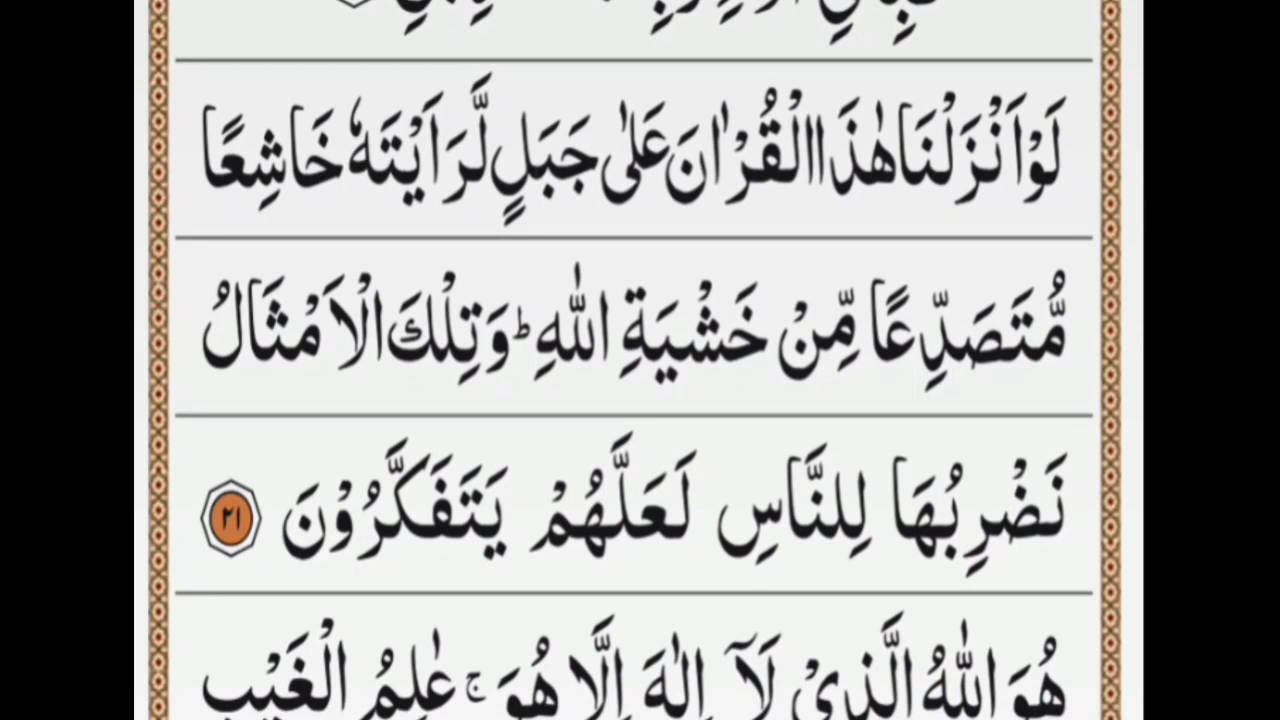 لَوْ اَنْزَلْنَا هٰذَا الْقُرْاٰنَ عَلٰى جَبَلٍ لَّرَاَيْتَهٗ خَاشِعًا
مُّتَصَدِّعًا مِّنْ خَشْيَةِ اللّٰهِ ؕ وَتِلْكَ الْاَمْثَالُ
نَضْرِبُهَا لِلنَّاسِ لَعَلَّهُمْ يَتَفَكَّرُوْنَ ٢١
هُوَ اللّٰهُ الَّذِىْ لَآ اِلٰهَ اِلَّا هُوَ ۚ عٰلِمُ الْغَيْبِ